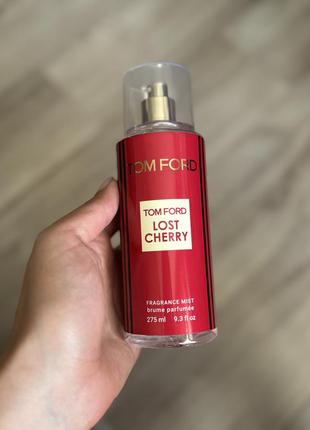 TOM FORD
TOM FORD
LOST
CHERRY
FRAGRANCE MIST
brume parfumée
275 ml 9.3 fl oz